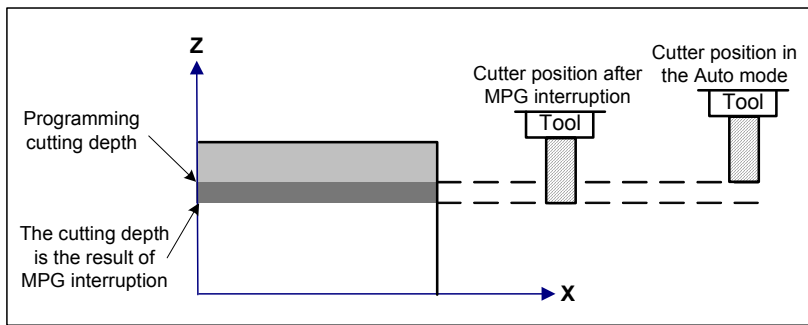 Z
Programming
cutting depth
The cutting depth
is the result of
MPG interruption
X
Cutter position after
MPG interruption
Tool
Cutter position in
the Auto mode
Tool